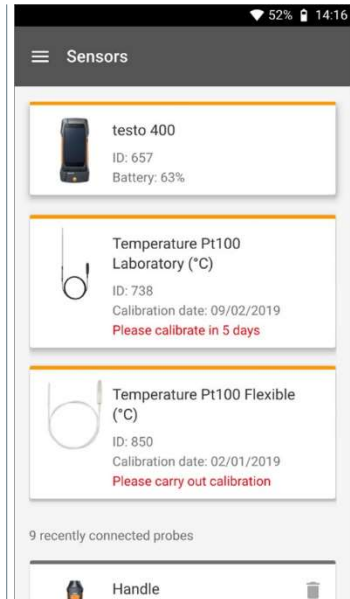 52% 14:16
Sensors
testo 400
ID: 657
Battery: 63%
Temperature Pt100
Laboratory (°C)
ID: 738
Calibration date: 09/02/2019
Please calibrate in 5 days
Temperature Pt100 Flexible
(°C)
ID: 850
Calibration date: 02/01/2019
Please carry out calibration
9 recently connected probes
Handle